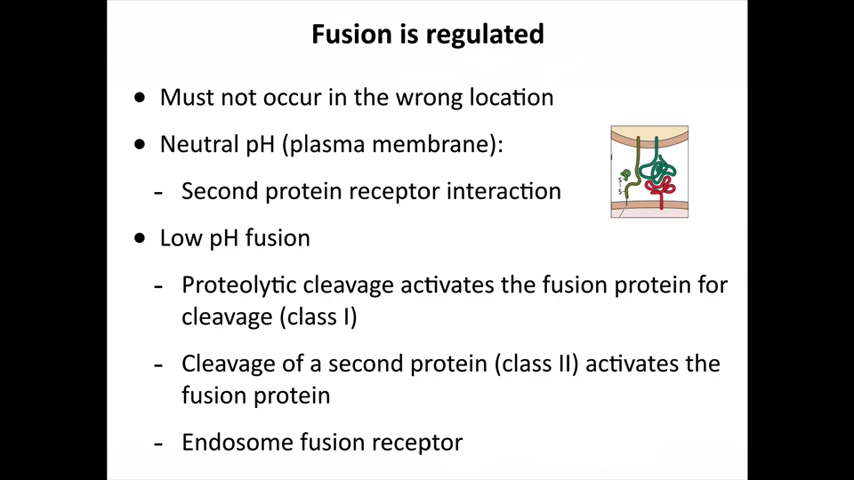 Fusion is regulated
• Must not occur in the wrong location
• Neutral pH (plasma membrane):
- Second protein receptor interaction
• Low pH fusion
- Proteolytic cleavage activates the fusion protein for
cleavage (class I)
- Cleavage of a second protein (class II) activates the
fusion protein
- Endosome fusion receptor